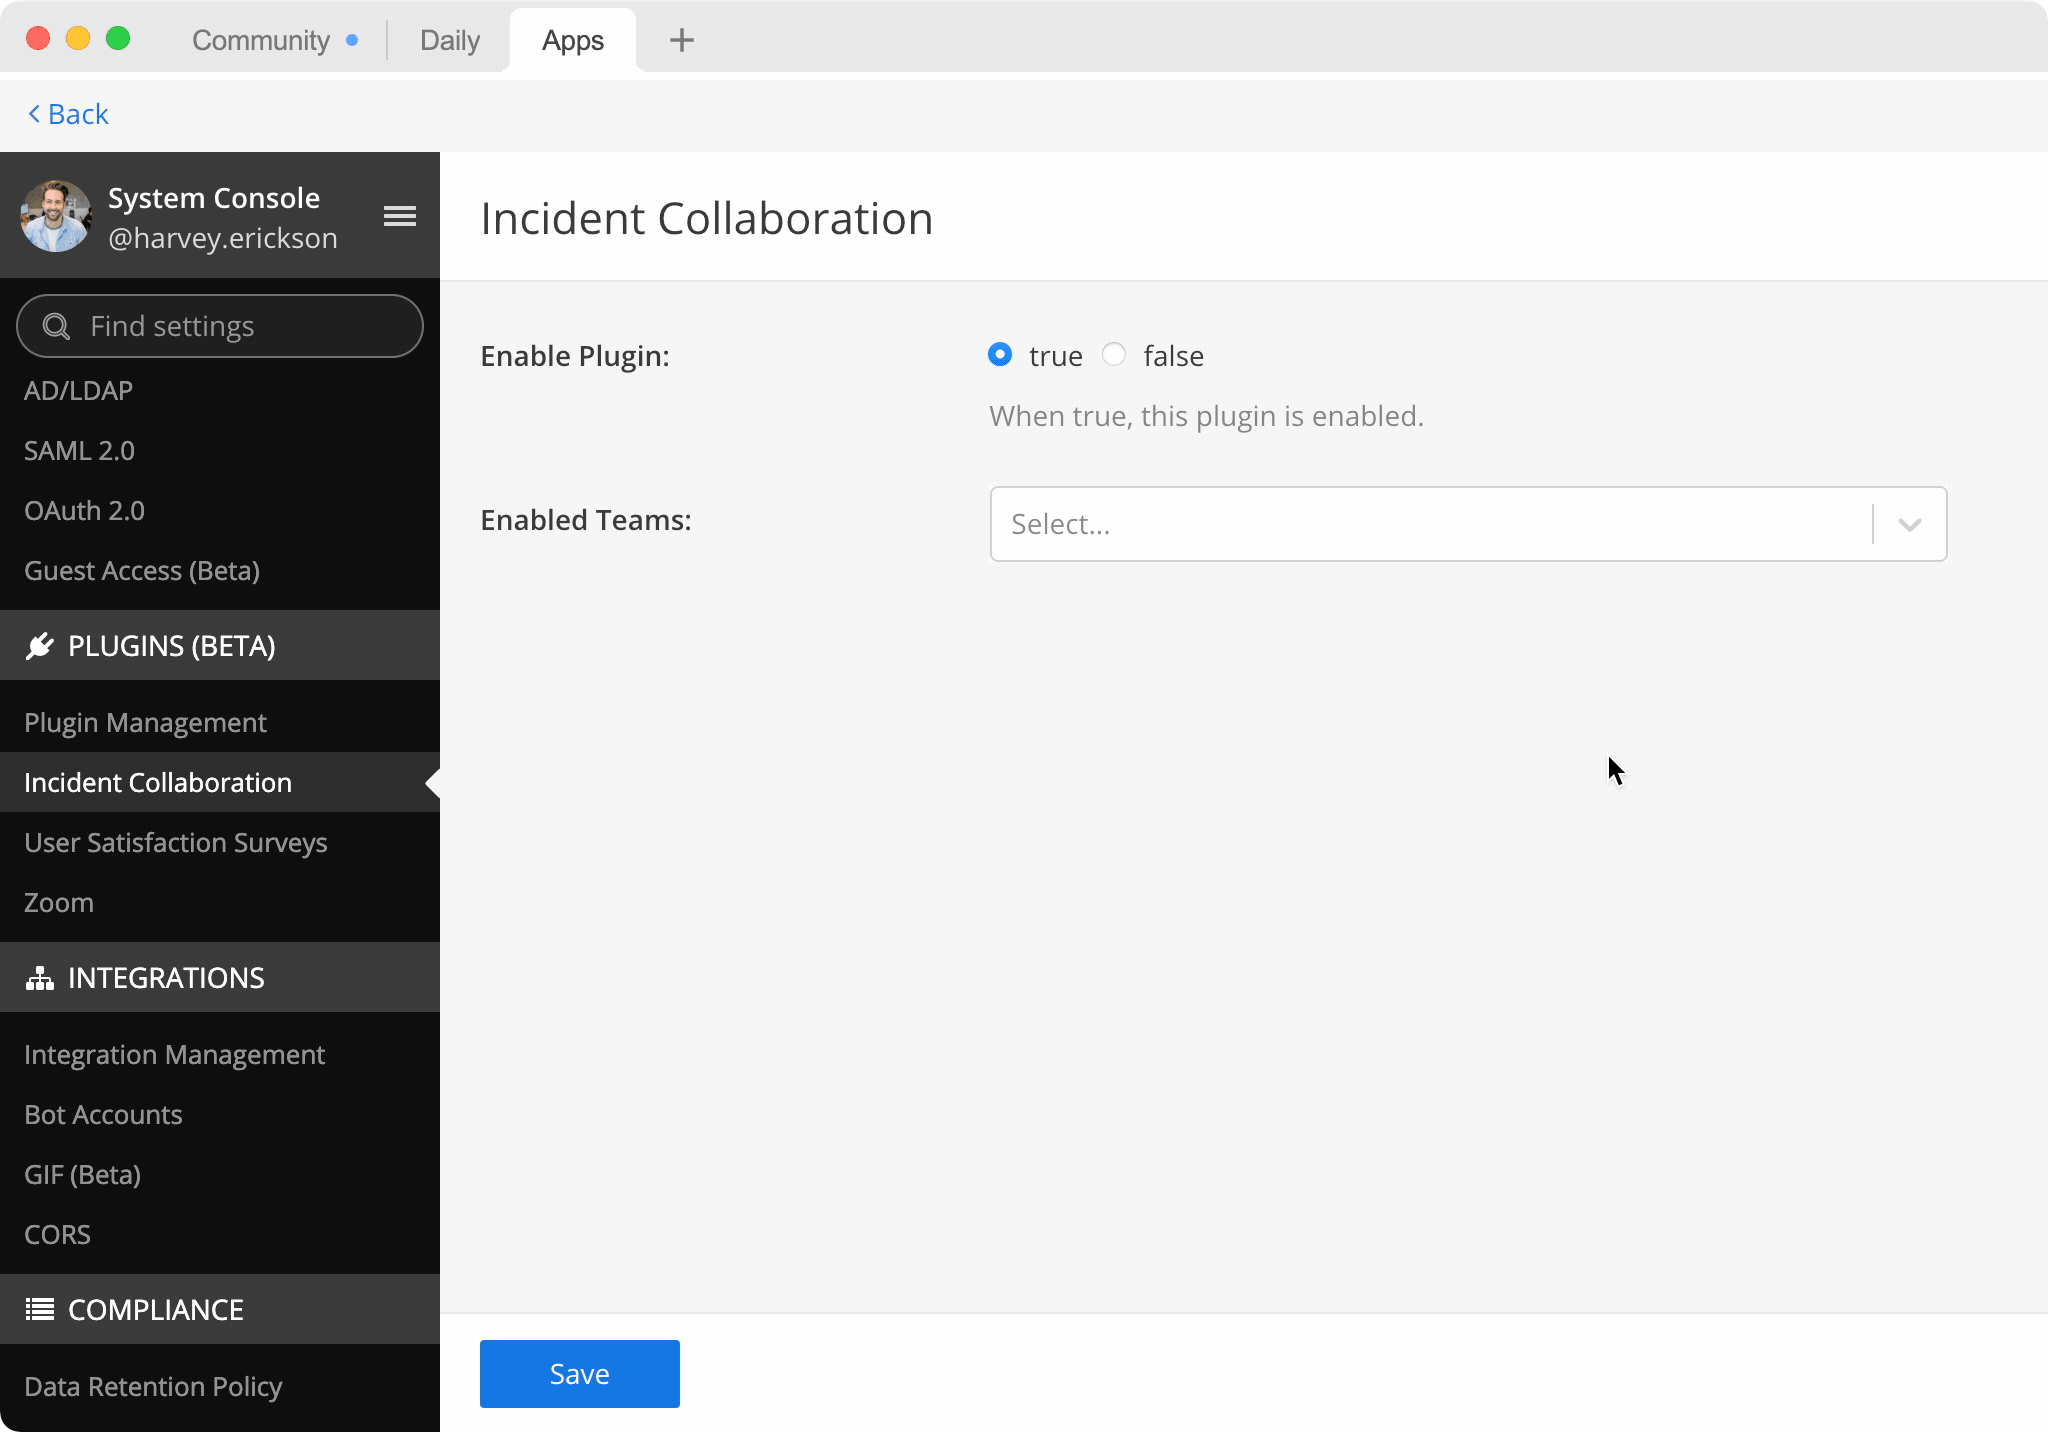 Community
Daily
Apps
Back
System Console
@harvey.erickson
Find settings
AD/LDAP
SAML 2.0
OAuth 2.0
Guest Access (Beta)
PLUGINS (BETA)
Plugin Management
Incident Collaboration
User Satisfaction Surveys
Zoom
INTEGRATIONS
Integration Management
Bot Accounts
GIF (Beta)
CORS
COMPLIANCE
Data Retention Policy
Incident Collaboration
Enable Plugin:
true false
When true, this plugin is enabled.
Enabled Teams:
Select...
Save